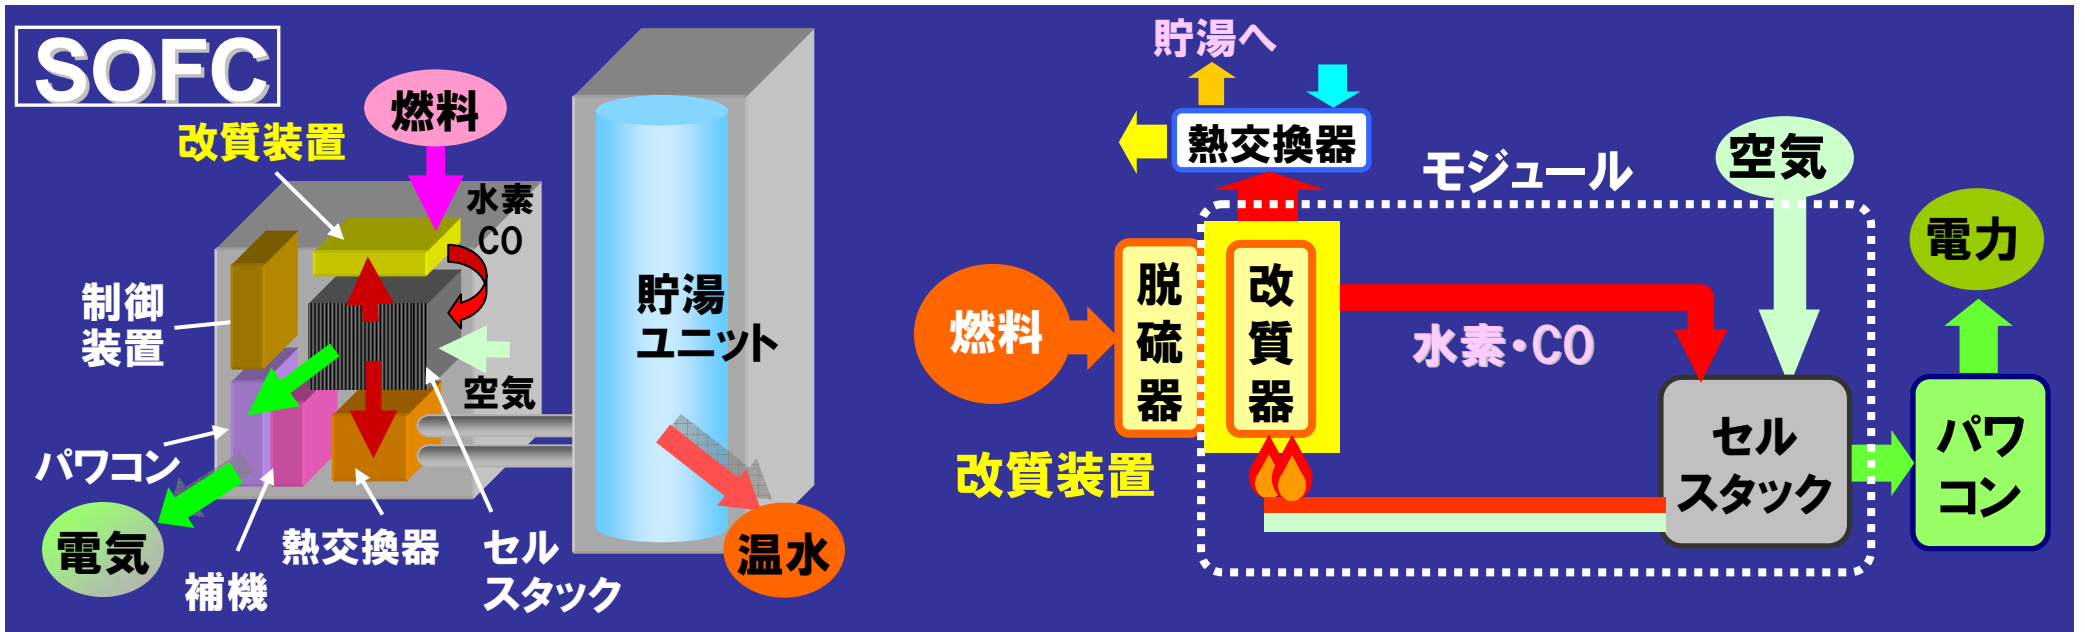 SOFC
燃料
改質装置
水素
CO
制御
装置
貯湯
ユニット
空気
パワコン
電気
補機
熱交換器
セル
スタック
温水
貯湯へ
熱交換器
モジュール
空気
電力
燃料
脱硫器
改質器
水素・CO
改質装置
セル
スタック
パワ
コン